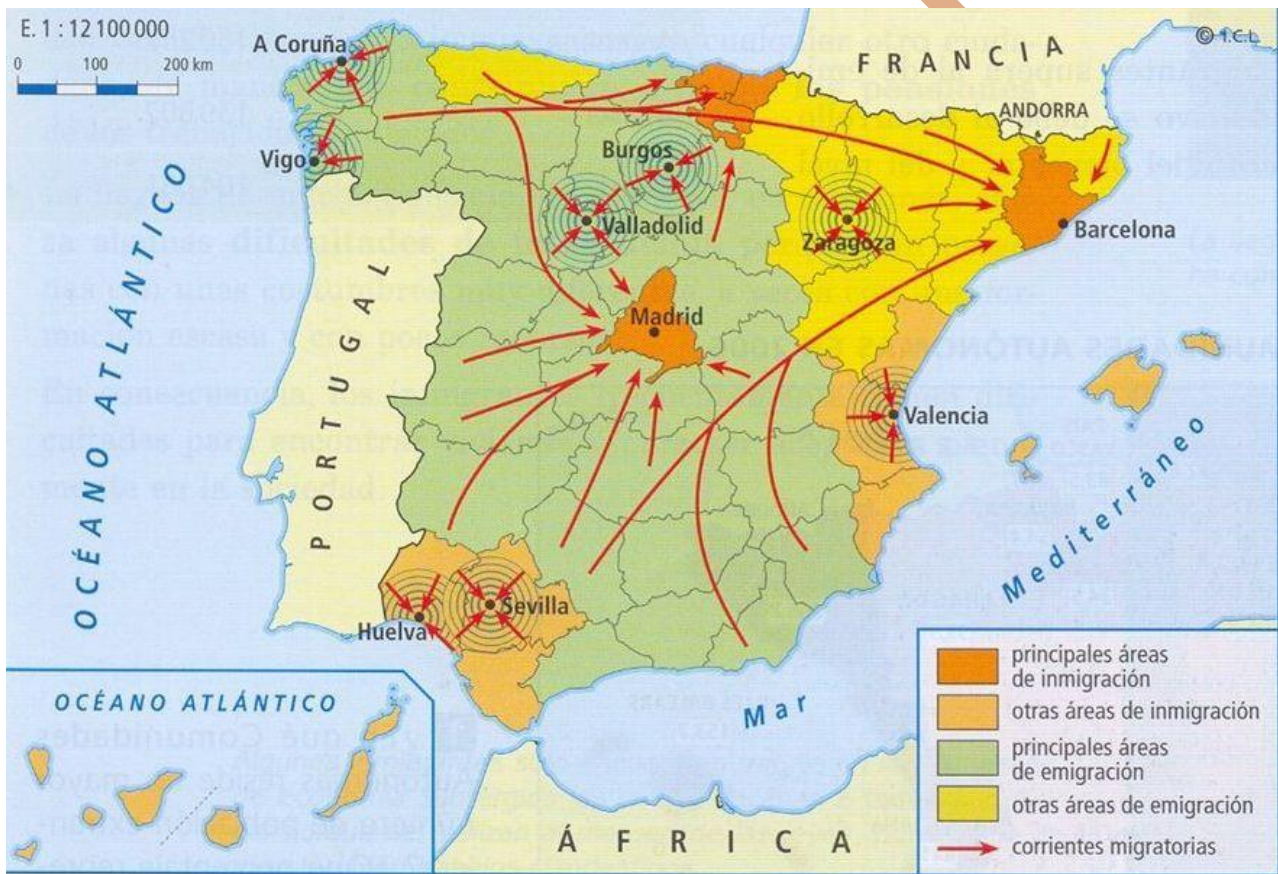 E. 1 : 12 100 000
0 100 200 km
© I.C.L
A Coruña
FRANCIA
ANDORRA
Vigo
Burgos
Valladolid
Zaragoza
Barcelona
OCÉANO ATLÁNTICO
PORTUGAL
Madrid
Valencia
Mediterráneo
Sevilla
Huelva
Mar
OCÉANO ATLÁNTICO
ÁFRICA
principales áreas
de inmigración
otras áreas de inmigración
principales áreas
de emigración
otras áreas de emigración
corrientes migratorias